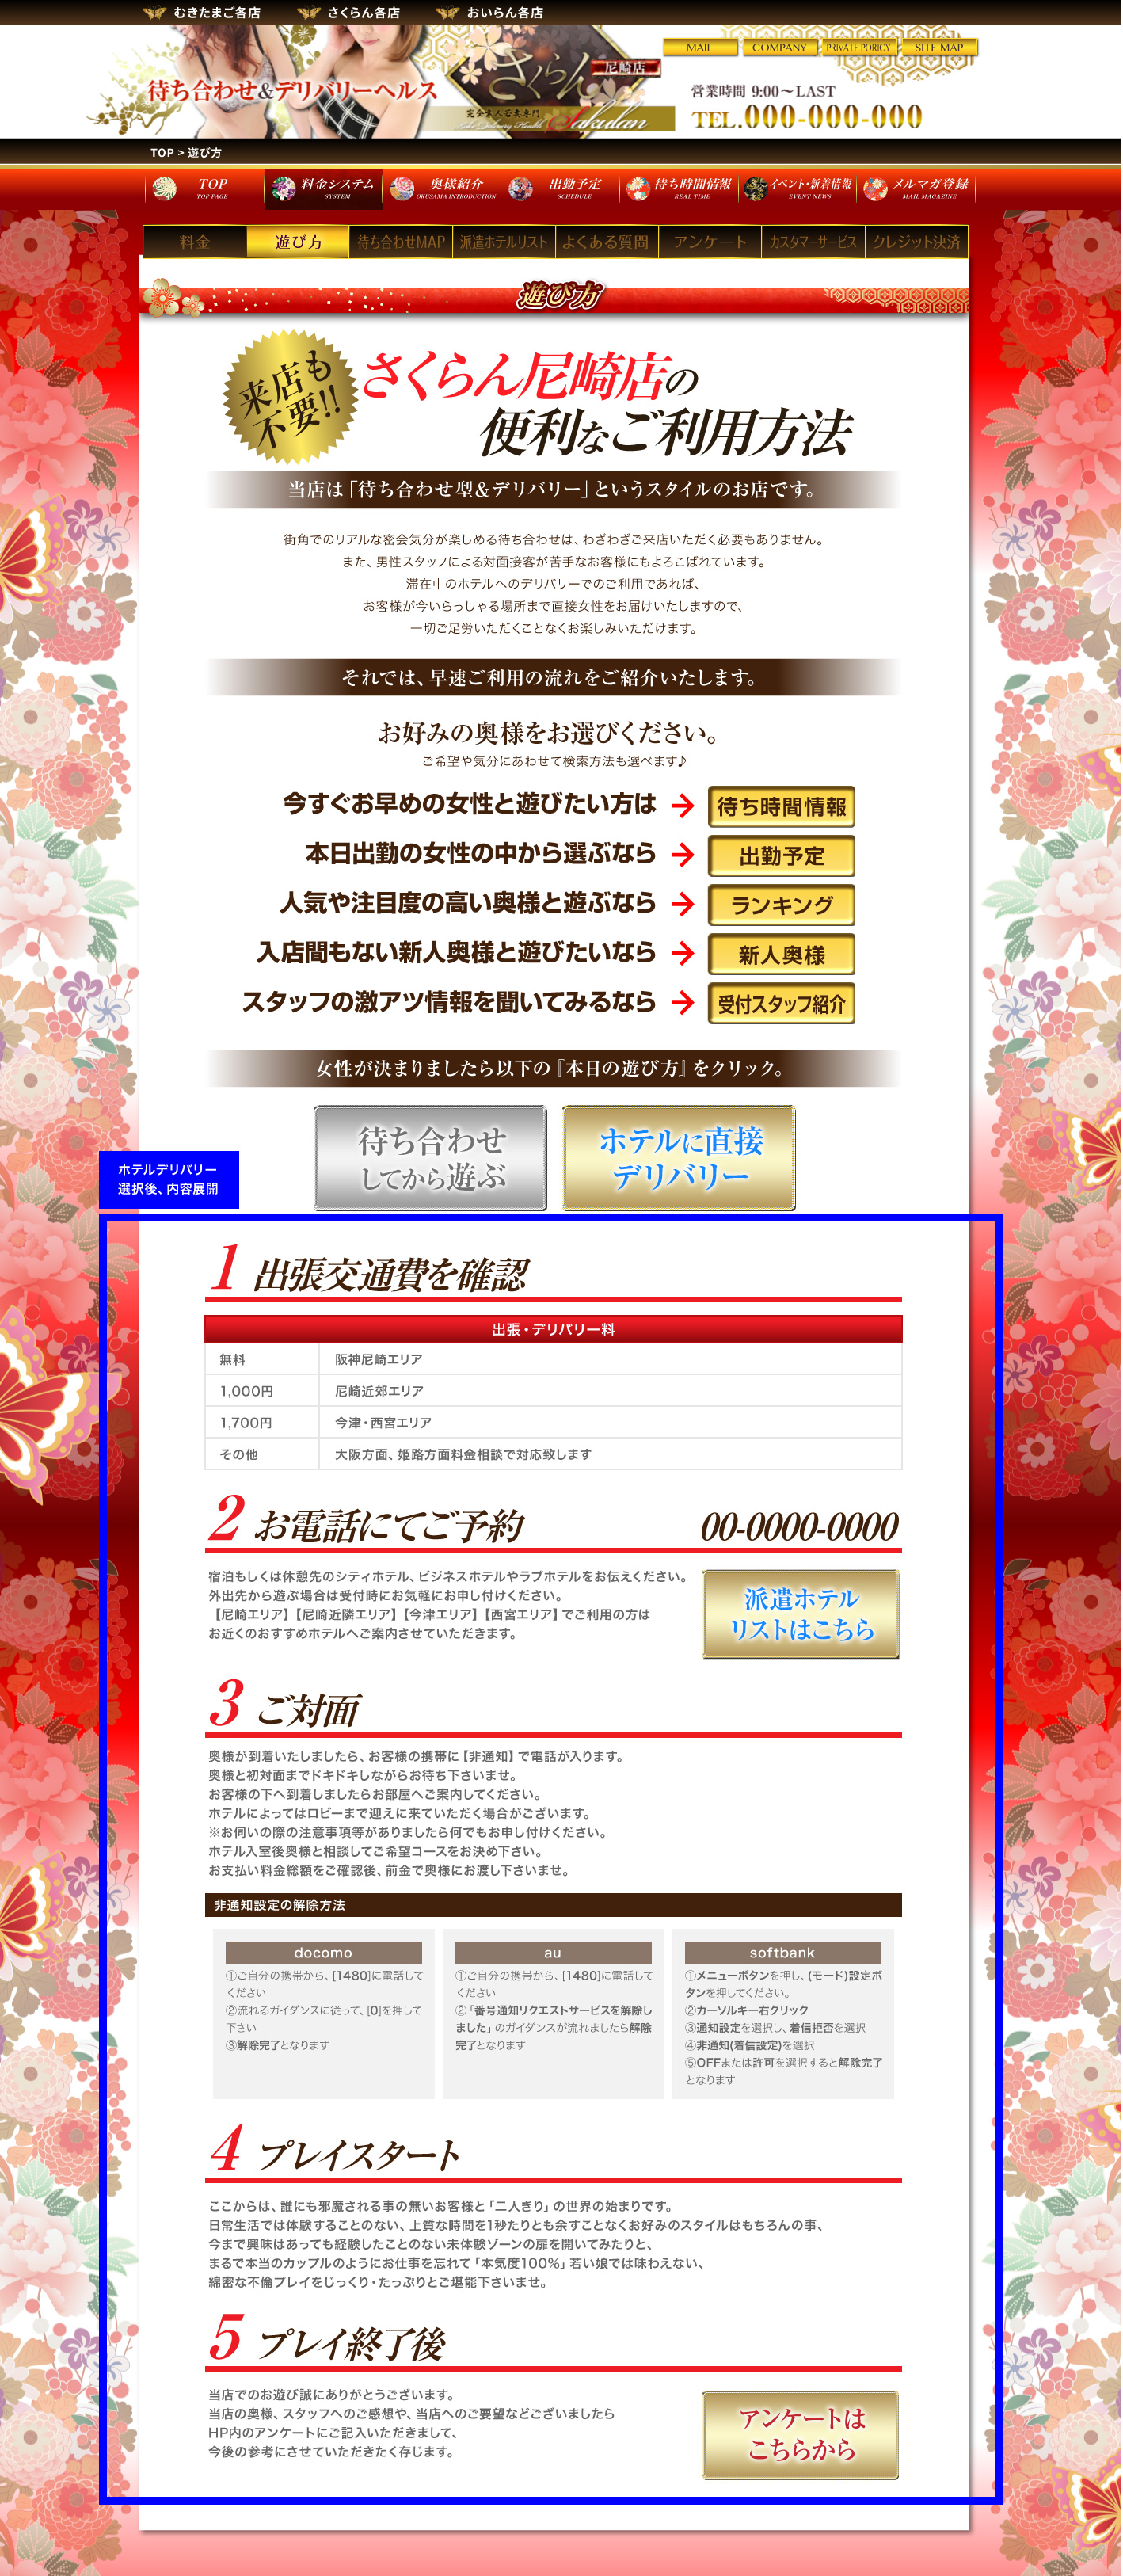 むきたまご各店 さくらん各店 おいらん各店
MAIL COMPANY PRIVATE PORICY SITE MAP
待ち合わせ&デリバリーヘルス
さくらん 尼崎店
完全素人若妻専門
営業時間 9:00～LAST
TEL.000-000-000
TOP > 遊び方
TOP 料金システム 奥様紹介 出勤予定 待ち時間情報 イベント・新着情報 メルマガ登録
TOP PAGE SYSTEM OKUSAMA INTRODUCTION SCHEDULE REAL TIME EVENT NEWS MAIL MAGAZINE
料金 遊び方 待ち合わせMAP 派遣ホテルリスト よくある質問 アンケート カスタマーサービス クレジット決済
遊び方
来店も
不要!!
さくらん尼崎店の
便利なご利用方法
当店は「待ち合わせ型&デリバリー」というスタイルのお店です。
街角でのリアルな密会気分が楽しめる待ち合わせは、わざわざご来店いただく必要もありません。
また、男性スタッフによる対面接客が苦手なお客様にもよろこばれています。
滞在中のホテルへのデリバリーでのご利用であれば、
お客様が今いらっしゃる場所まで直接女性をお届けいたしますので、
一切ご足労いただくことなくお楽しみいただけます。
それでは、早速ご利用の流れをご紹介いたします。
お好みの奥様をお選びください。
ご希望や気分にあわせて検索方法も選べます♪
今すぐお早めの女性と遊びたい方は → 待ち時間情報
本日出勤の女性の中から選ぶなら → 出勤予定
人気や注目度の高い奥様と遊ぶなら → ランキング
入店間もない新人奥様と遊びたいなら → 新人奥様
スタッフの激アツ情報を聞いてみるなら → 受付スタッフ紹介
女性が決まりましたら以下の『本日の遊び方』をクリック。
待ち合わせ
してから遊ぶ
ホテルに直接
デリバリー
ホテルデリバリー
選択後、内容展開
1 出張交通費を確認
出張・デリバリー料
無料 阪神尼崎エリア
1,000円 尼崎近郊エリア
1,700円 今津・西宮エリア
その他 大阪方面、姫路方面料金相談で対応致します
2 お電話にてご予約 00-0000-0000
宿泊もしくは休憩先のシティホテル、ビジネスホテルやラブホテルをお伝えください。
外出先から遊ぶ場合は受付時にお気軽にお申し付けください。
【尼崎エリア】【尼崎近隣エリア】【今津エリア】【西宮エリア】でご利用の方は
お近くのおすすめホテルへご案内させていただきます。
派遣ホテル
リストはこちら
3 ご対面
奥様が到着いたしましたら、お客様の携帯に【非通知】で電話が入ります。
奥様と初対面までドキドキしながらお待ち下さいませ。
お客様の下へ到着しましたらお部屋へご案内してください。
ホテルによってはロビーまで迎えに来ていただく場合がございます。
※お伺いの際の注意事項等がありましたら何でもお申し付けください。
ホテル入室後奥様と相談してご希望コースをお決め下さい。
お支払い料金総額をご確認後、前金で奥様にお渡し下さいませ。
非通知設定の解除方法
docomo
①ご自分の携帯から、[1480]に電話して
ください
②流れるガイダンスに従って、[0]を押して
下さい
③解除完了となります
au
①ご自分の携帯から、[1480]に電話して
ください
②「番号通知リクエストサービスを解除し
ました」のガイダンスが流れましたら解除
完了となります
softbank
①メニューボタンを押し、(モード)設定ボ
タンを押してください。
②カーソルキー右クリック
③通知設定を選択し、着信拒否を選択
④非通知(着信設定)を選択
⑤OFFまたは許可を選択すると解除完了
となります
4 プレイスタート
ここからは、誰にも邪魔される事の無いお客様と「二人きり」の世界の始まりです。
日常生活では体験することのない、上質な時間を1秒たりとも余すことなくお好みのスタイルはもちろんの事、
今まで興味はあっても経験したことのない未体験ゾーンの扉を開いてみたりと、
まるで本当のカップルのようにお仕事を忘れて「本気度100%」若い娘では味わえない、
綿密な不倫プレイをじっくり・たっぷりとご堪能下さいませ。
5 プレイ終了後
当店でのお遊び誠にありがとうございます。
当店の奥様、スタッフへのご感想や、当店へのご要望などございましたら
HP内のアンケートにご記入いただきまして、
今後の参考にさせていただきたく存じます。
アンケートは
こちらから